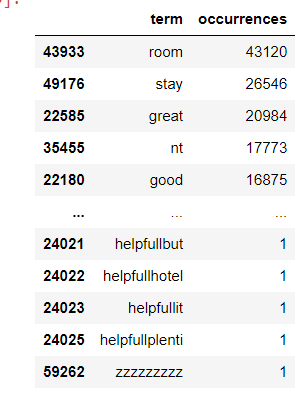 term occurrences
43933 room 43120
49176 stay 26546
22585 great 20984
35455 nt 17773
22180 good 16875
... ... ...
24021 helpfullbut 1
24022 helpfullhotel 1
24023 helpfullit 1
24025 helpfullplenti 1
59262 zzzzzzzzz 1